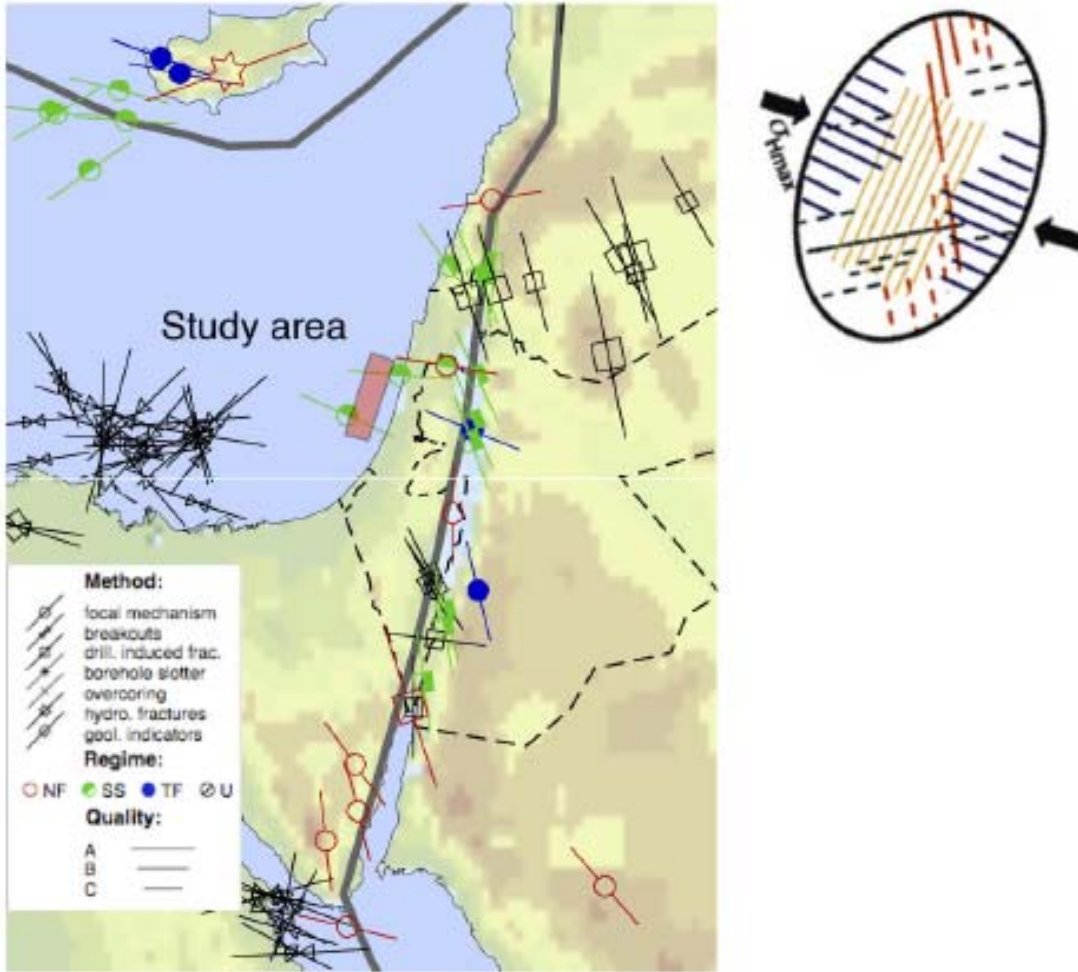 Study area
Method:
focal mechanism
breakouts
drill. induced frac.
borehole slotter
overcoring
hydro. fractures
geol. indicators
Regime:
NF SS TF U
Quality:
A
B
C
σHmax